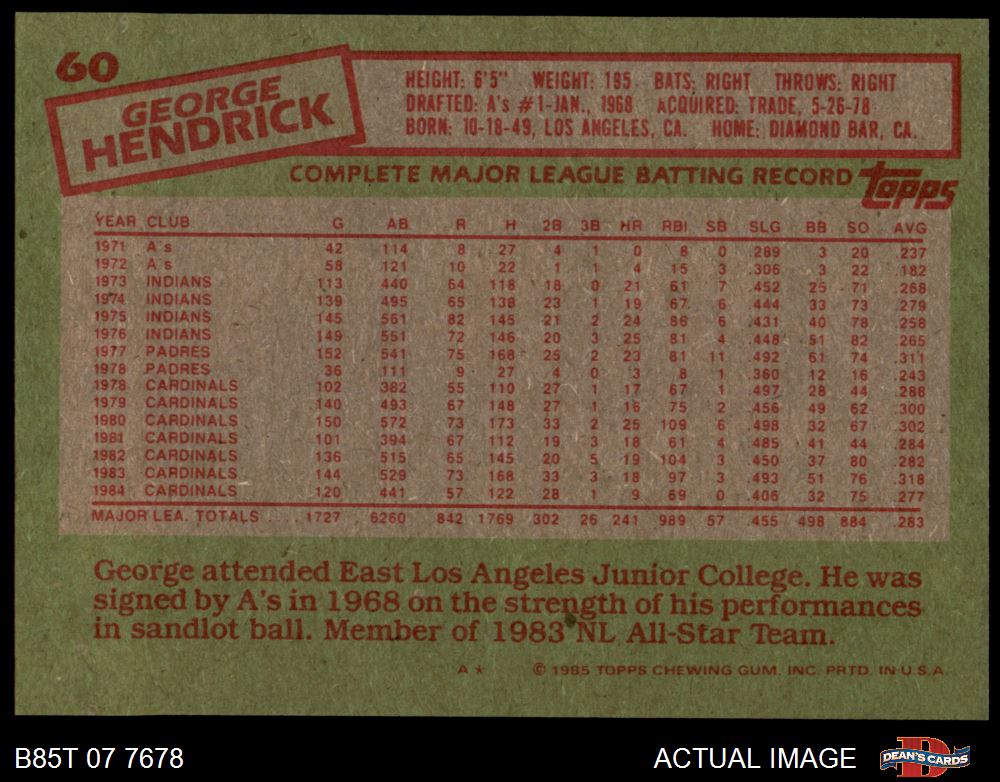 60
GEORGE
HENDRICK
HEIGHT: 6'5" WEIGHT: 195 BATS: RIGHT THROWS: RIGHT
DRAFTED: A's #1-JAN., 1968 ACQUIRED: TRADE, 5-26-78
BORN: 10-18-49, LOS ANGELES, CA. HOME: DIAMOND BAR, CA.
COMPLETE MAJOR LEAGUE BATTING RECORD topps
YEAR CLUB G AB R H 2B 3B HR RBI SB SLG BB SO AVG
1971 A's 42 114 8 27 4 1 0 8 0 .289 3 20 .237
1972 A's 58 121 10 22 1 1 4 15 3 .306 3 22 .182
1973 INDIANS 113 440 64 118 18 0 21 61 7 .452 25 71 .268
1974 INDIANS 139 495 65 138 23 1 19 67 6 .444 33 73 .279
1975 INDIANS 145 561 82 145 21 2 24 86 6 .431 40 78 .258
1976 INDIANS 149 551 72 146 20 3 25 81 4 .448 51 82 .265
1977 PADRES 152 541 75 168 25 2 23 81 11 .492 61 74 .311
1978 PADRES 36 111 9 27 4 0 3 8 1 .360 12 16 .243
1978 CARDINALS 102 382 55 110 27 1 17 67 1 .497 28 44 .288
1979 CARDINALS 140 493 67 148 27 1 16 75 2 .456 49 62 .300
1980 CARDINALS 150 572 73 173 33 2 25 109 6 .498 32 67 .302
1981 CARDINALS 101 394 67 112 19 3 18 61 4 .485 41 44 .284
1982 CARDINALS 136 515 65 145 20 5 19 104 3 .450 37 80 .282
1983 CARDINALS 144 529 73 168 33 3 18 97 3 .493 51 76 .318
1984 CARDINALS 120 441 57 122 28 1 9 69 0 .406 32 75 .277
MAJOR LEA. TOTALS .... 1727 6260 842 1769 302 26 241 989 57 .455 498 884 .283
George attended East Los Angeles Junior College. He was
signed by A's in 1968 on the strength of his performances
in sandlot ball. Member of 1983 NL All-Star Team.
A * © 1985 TOPPS CHEWING GUM, INC. PRTD. IN U.S.A.
B85T 07 7678 ACTUAL IMAGE DEAN'S CARDS